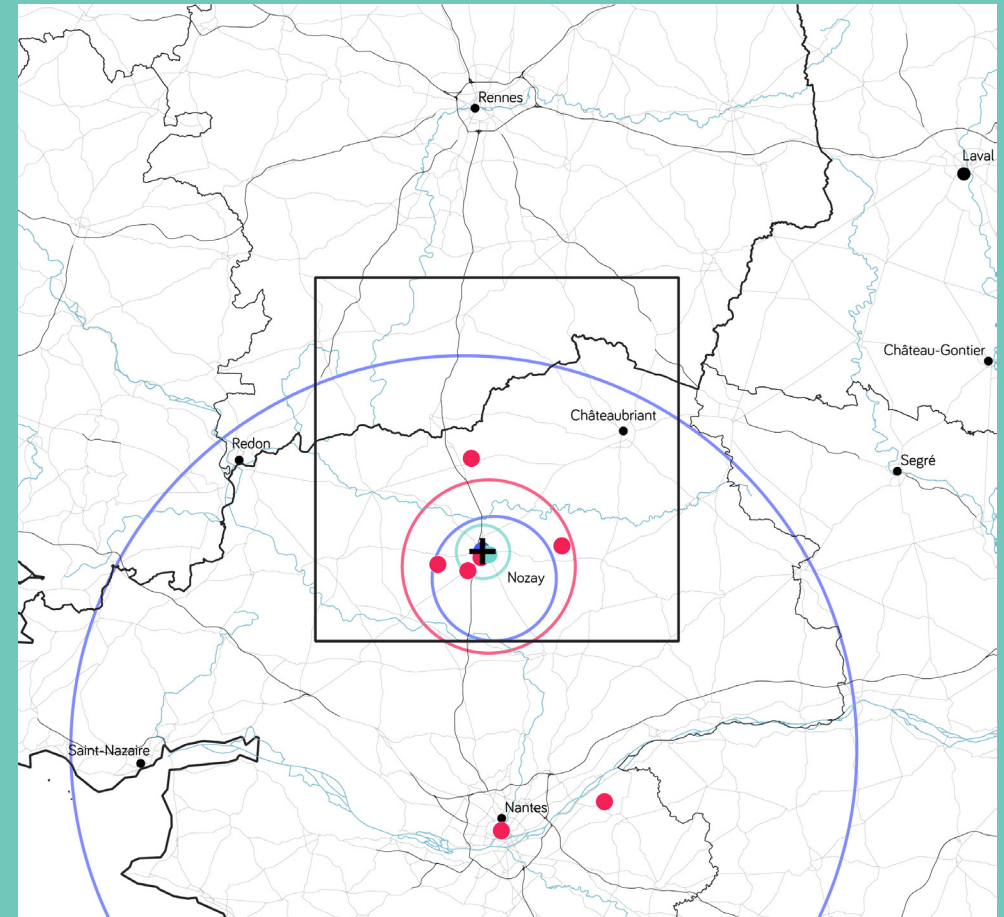 Rennes
Laval
Château-Gontier
Châteaubriant
Redon
Segré
Nozay
Saint-Nazaire
Nantes